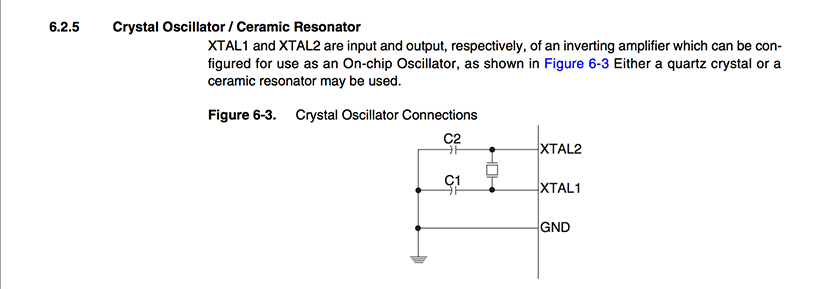 6.2.5 Crystal Oscillator / Ceramic Resonator
XTAL1 and XTAL2 are input and output, respectively, of an inverting amplifier which can be con-
figured for use as an On-chip Oscillator, as shown in Figure 6-3 Either a quartz crystal or a
ceramic resonator may be used.
Figure 6-3. Crystal Oscillator Connections
C2
XTAL2
C1
XTAL1
GND